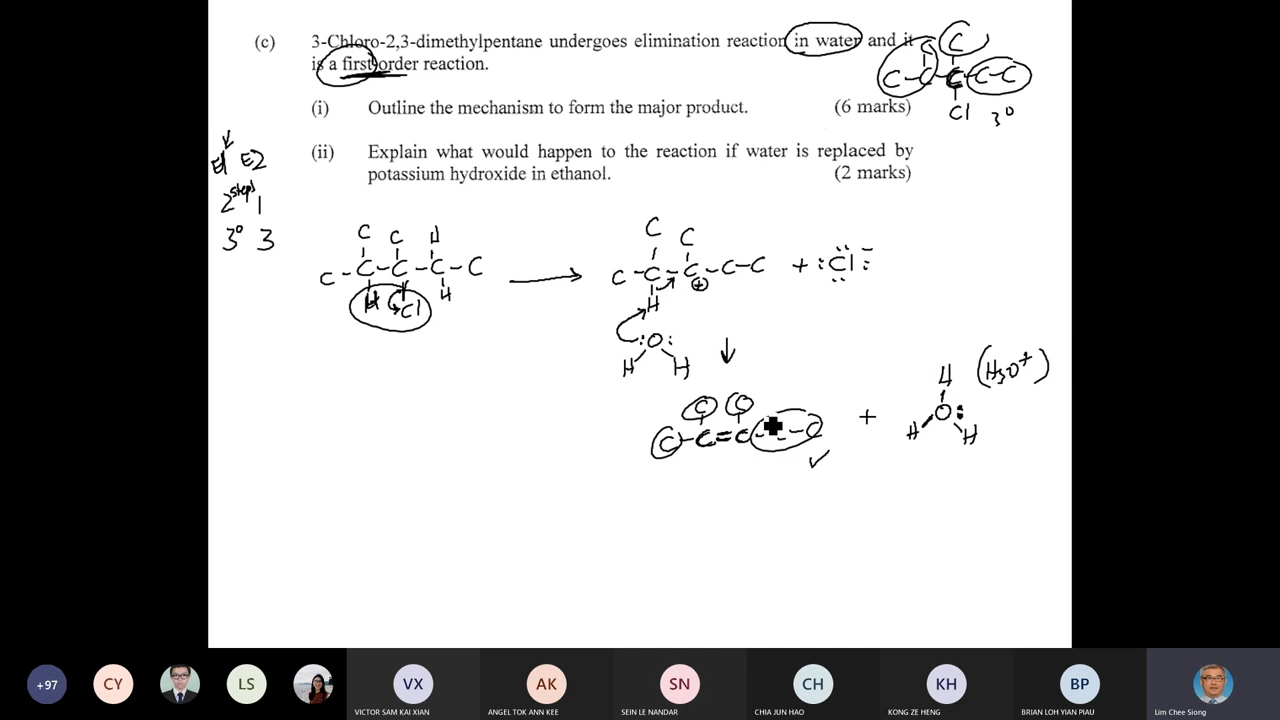 (c) 3-Chloro-2,3-dimethylpentane undergoes elimination reaction in water and it
is a first order reaction.
(i) Outline the mechanism to form the major product. (6 marks)
(ii) Explain what would happen to the reaction if water is replaced by
potassium hydroxide in ethanol. (2 marks)
C
C - C - C - C - C
Cl 3°
E1 E2
2 steps 1
3° 3
C C H
C - C - C - C - C
H Cl H
C C
C - C - C - C - C + :Cl: -
+
H
:O:
H H
C C
C - C = C - - C + H
O : (H3O+)
H H
+97
CY
LS
VX
VICTOR SAM KAI XIAN
AK
ANGEL TOK ANN KEE
SN
SEIN LE NANDAR
CH
CHIA JUN HAO
KH
KONG ZE HENG
BP
BRIAN LOH YIAN PIAU
Lim Chee Siong